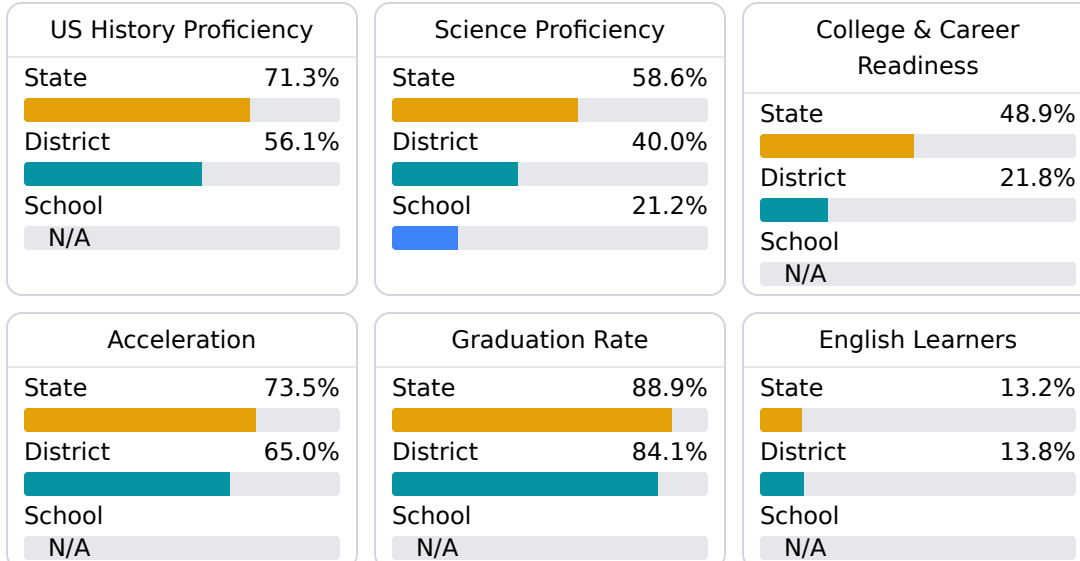 US History Proficiency
State 71.3%
District 56.1%
School
N/A
Science Proficiency
State 58.6%
District 40.0%
School 21.2%
College & Career
Readiness
State 48.9%
District 21.8%
School
N/A
Acceleration
State 73.5%
District 65.0%
School
N/A
Graduation Rate
State 88.9%
District 84.1%
School
N/A
English Learners
State 13.2%
District 13.8%
School
N/A